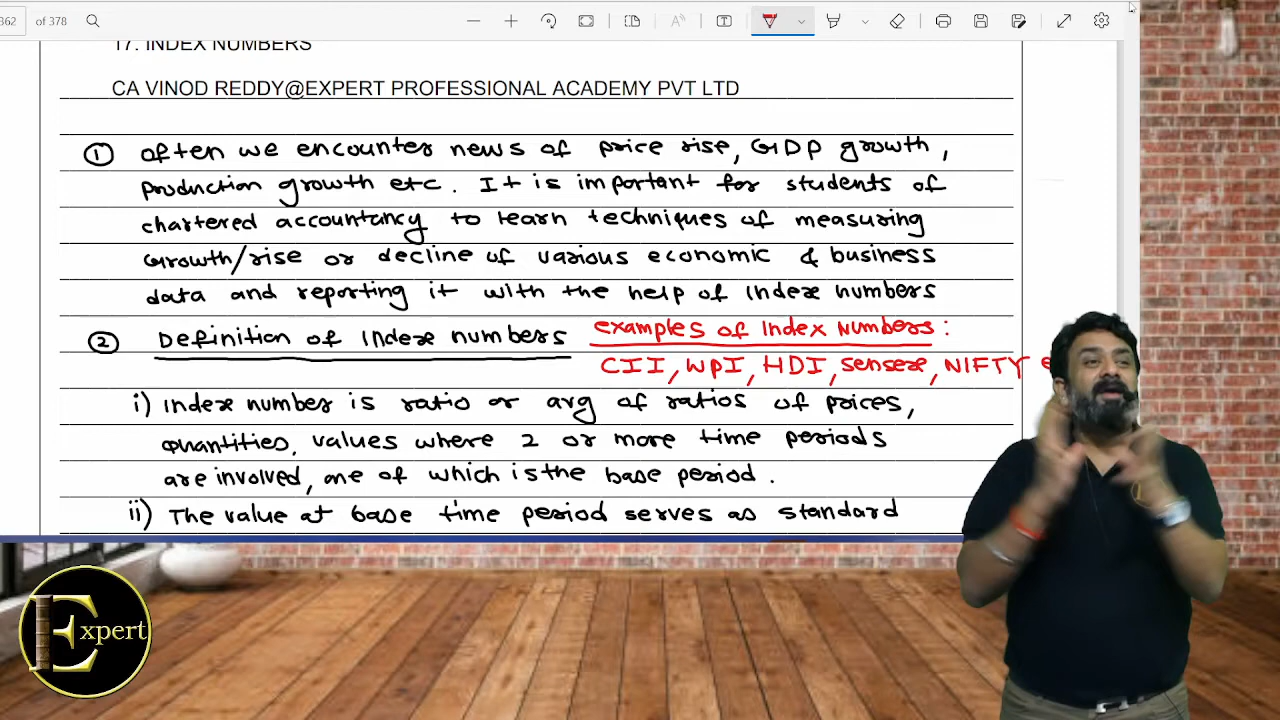 362 of 378
17. INDEX NUMBERS
CA VINOD REDDY@EXPERT PROFESSIONAL ACADEMY PVT LTD
① Often we encounter news of price rise, GDP growth,
production growth etc. It is important for students of
chartered accountancy to learn techniques of measuring
Growth/rise or decline of various economic & business
data and reporting it with the help of index numbers
② Definition of Index numbers examples of Index Numbers:
CII, WPI, HDI, sensex, NIFTY e
i) Index number is ratio or avg of ratios of prices,
quantities, values where 2 or more time periods
are involved, one of which is the base period.
ii) The value at base time period serves as standard
Expert